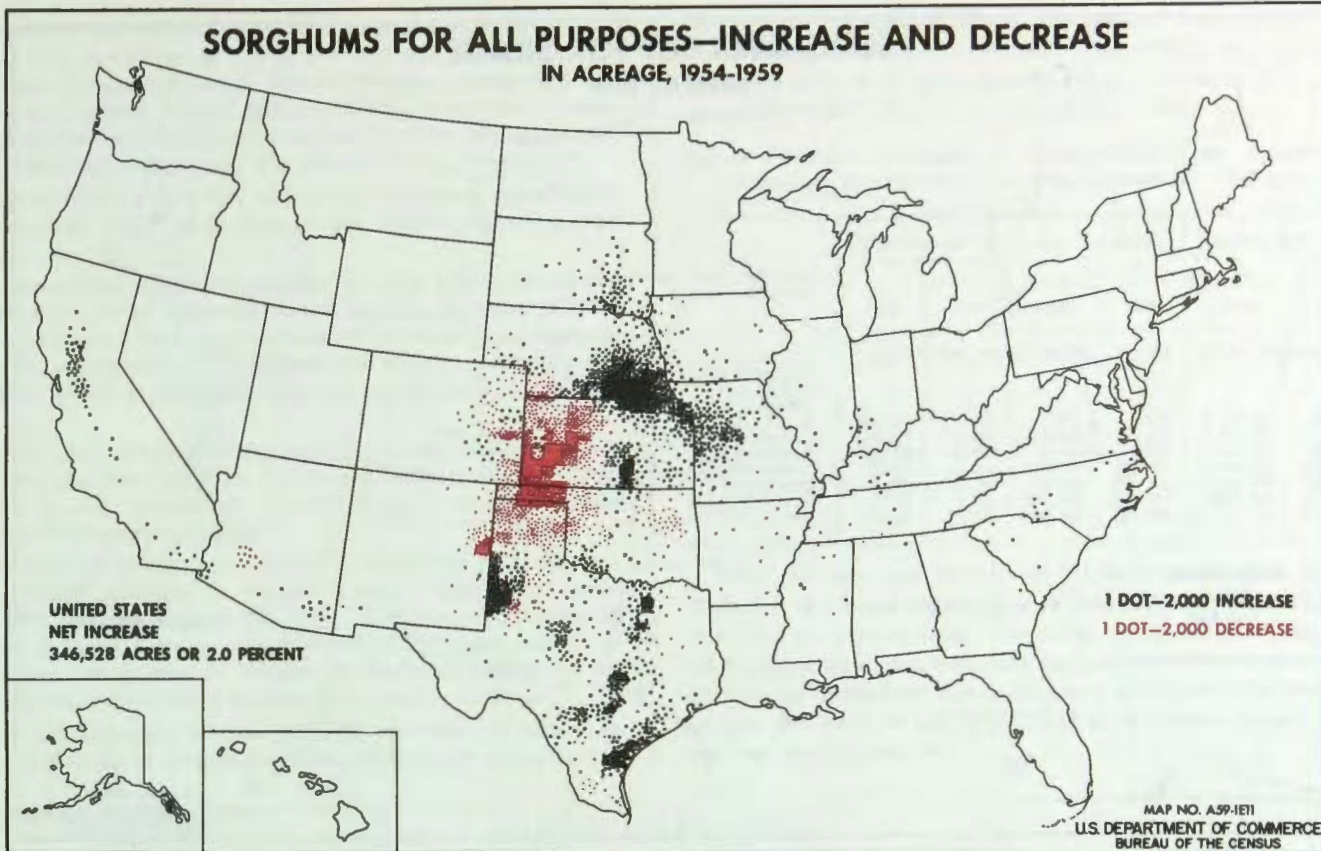 SORGHUMS FOR ALL PURPOSES—INCREASE AND DECREASE
IN ACREAGE, 1954-1959
UNITED STATES
NET INCREASE
346,528 ACRES OR 2.0 PERCENT
1 DOT—2,000 INCREASE
1 DOT—2,000 DECREASE
MAP NO. A59-1E11
U.S. DEPARTMENT OF COMMERCE
BUREAU OF THE CENSUS